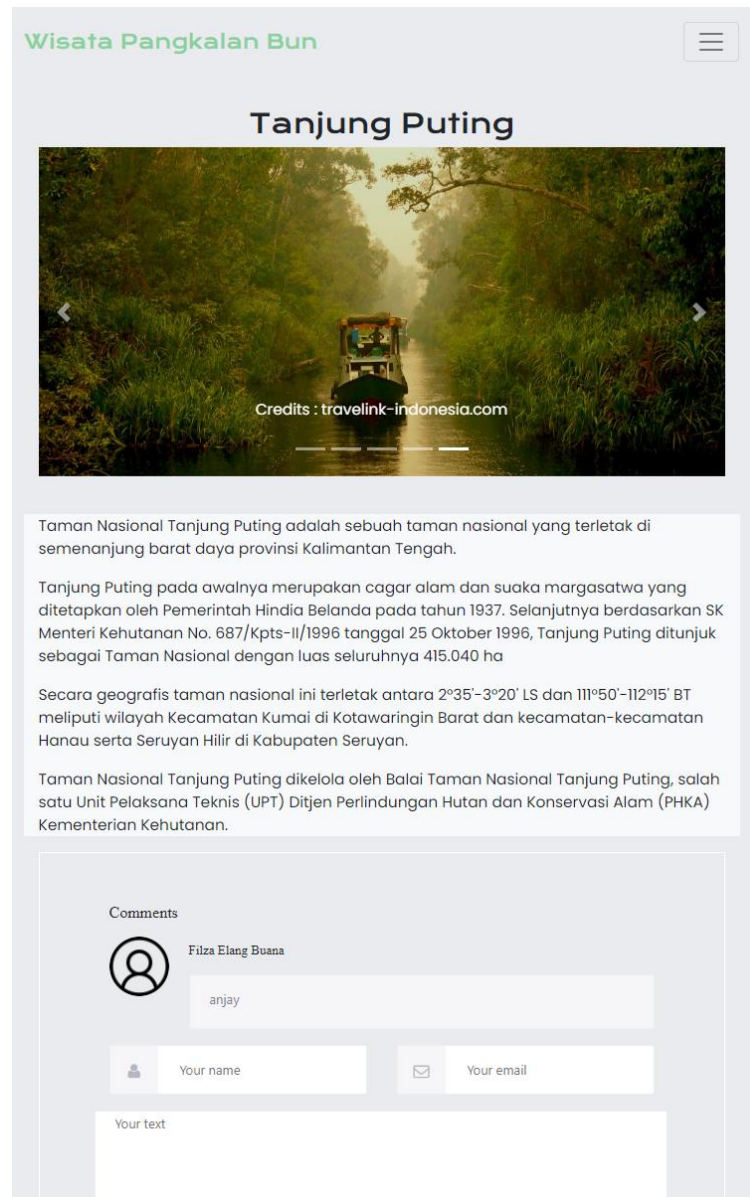 Wisata Pangkalan Bun
Tanjung Puting
Credits : travelink-indonesia.com
Taman Nasional Tanjung Puting adalah sebuah taman nasional yang terletak di
semenanjung barat daya provinsi Kalimantan Tengah.
Tanjung Puting pada awalnya merupakan cagar alam dan suaka margasatwa yang
ditetapkan oleh Pemerintah Hindia Belanda pada tahun 1937. Selanjutnya berdasarkan SK
Menteri Kehutanan No. 687/Kpts-II/1996 tanggal 25 Oktober 1996, Tanjung Puting ditunjuk
sebagai Taman Nasional dengan luas seluruhnya 415.040 ha
Secara geografis taman nasional ini terletak antara 2°35'-3°20' LS dan 111°50'-112°15' BT
meliputi wilayah Kecamatan Kumai di Kotawaringin Barat dan kecamatan-kecamatan
Hanau serta Seruyan Hilir di Kabupaten Seruyan.
Taman Nasional Tanjung Puting dikelola oleh Balai Taman Nasional Tanjung Puting, salah
satu Unit Pelaksana Teknis (UPT) Ditjen Perlindungan Hutan dan Konservasi Alam (PHKA)
Kementerian Kehutanan.
Comments
Filza Elang Buana
anjay
Your name
Your email
Your text